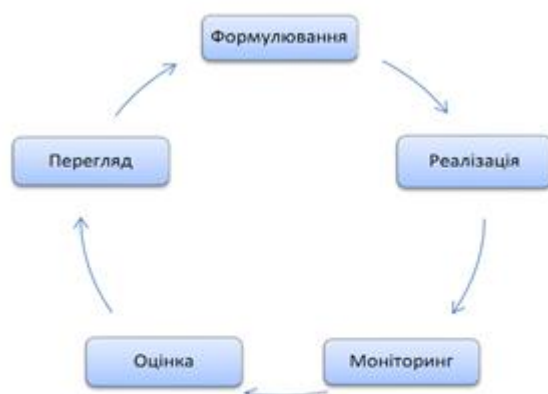 Формулювання
Реалізація
Моніторинг
Оцінка
Перегляд